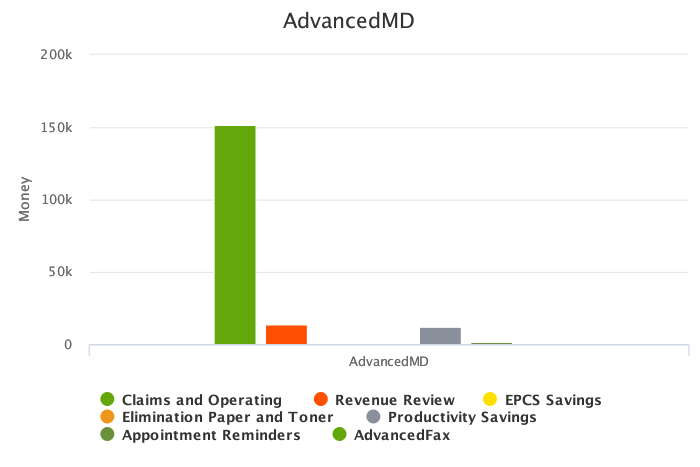 AdvancedMD
200k
150k
100k
50k
0
Money
AdvancedMD
Claims and Operating
Revenue Review
EPCS Savings
Elimination Paper and Toner
Productivity Savings
Appointment Reminders
AdvancedFax